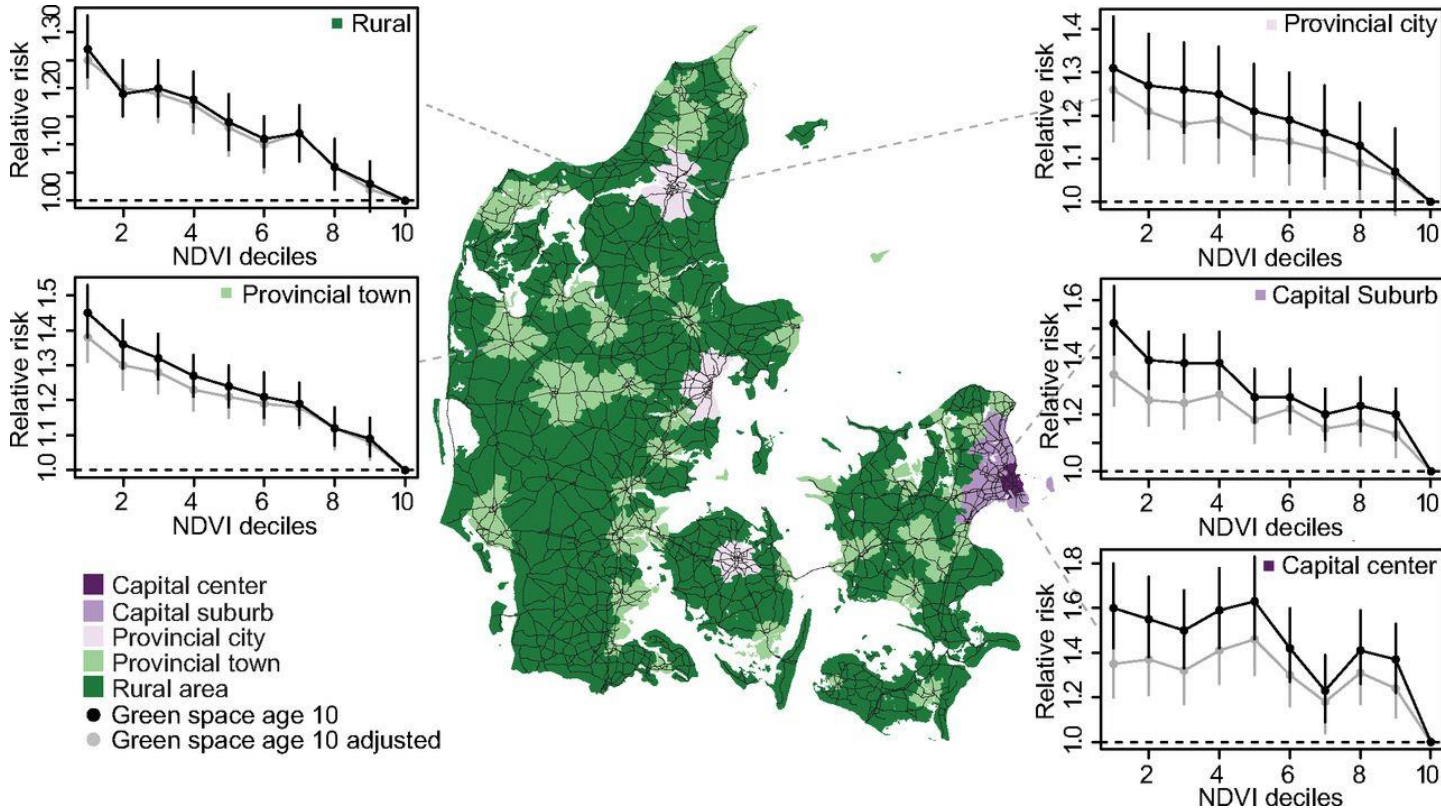 Rural
Relative risk
1.00 1.10 1.20 1.30
2 4 6 8 10
NDVI deciles
Provincial town
Relative risk
1.0 1.1 1.2 1.3 1.4 1.5
2 4 6 8 10
NDVI deciles
Capital center
Capital suburb
Provincial city
Provincial town
Rural area
Green space age 10
Green space age 10 adjusted
Provincial city
Relative risk
1.0 1.1 1.2 1.3 1.4
2 4 6 8 10
NDVI deciles
Capital Suburb
Relative risk
1.0 1.2 1.4 1.6
2 4 6 8 10
NDVI deciles
Capital center
Relative risk
1.0 1.2 1.4 1.6 1.8
2 4 6 8 10
NDVI deciles